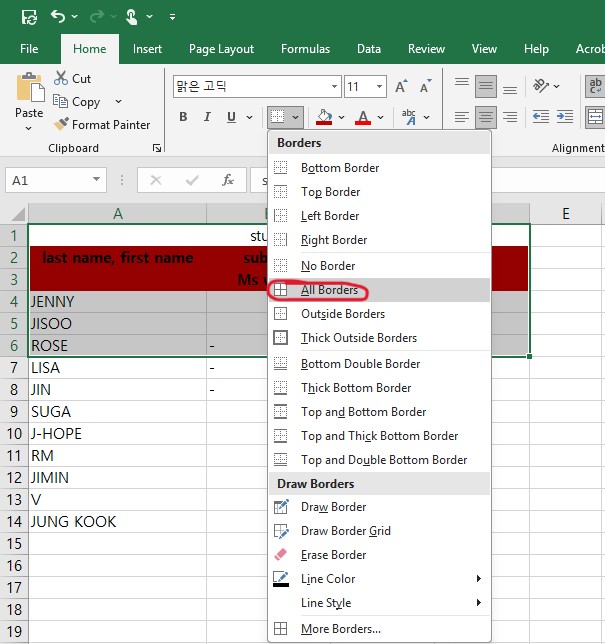 File Home Insert Page Layout Formulas Data Review View Help Acrob
Cut
Copy
Format Painter
Paste
Clipboard
맑은 고딕 11 A A
B I U A 가나 ab c
Alignment
A1 fx s
A E
1 stu
2 last name, first name sub
3 Ms
4 JENNY
5 JISOO
6 ROSE -
7 LISA -
8 JIN -
9 SUGA
10 J-HOPE
11 RM
12 JIMIN
13 V
14 JUNG KOOK
15
16
17
18
19
Borders
Bottom Border
Top Border
Left Border
Right Border
No Border
All Borders
Outside Borders
Thick Outside Borders
Bottom Double Border
Thick Bottom Border
Top and Bottom Border
Top and Thick Bottom Border
Top and Double Bottom Border
Draw Borders
Draw Border
Draw Border Grid
Erase Border
Line Color
Line Style
More Borders...